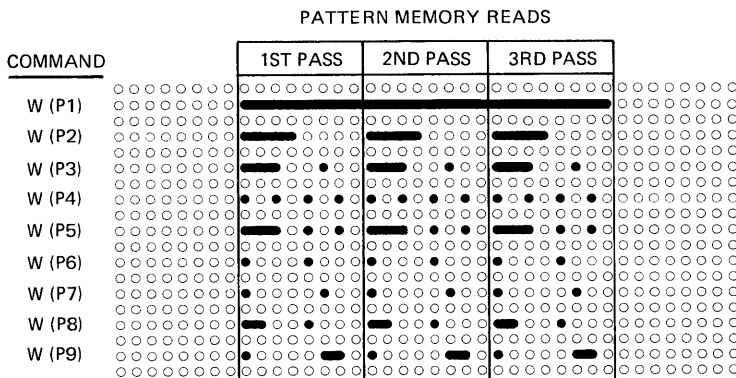 PATTERN MEMORY READS
COMMAND
1ST PASS 2ND PASS 3RD PASS
W (P1)
W (P2)
W (P3)
W (P4)
W (P5)
W (P6)
W (P7)
W (P8)
W (P9)